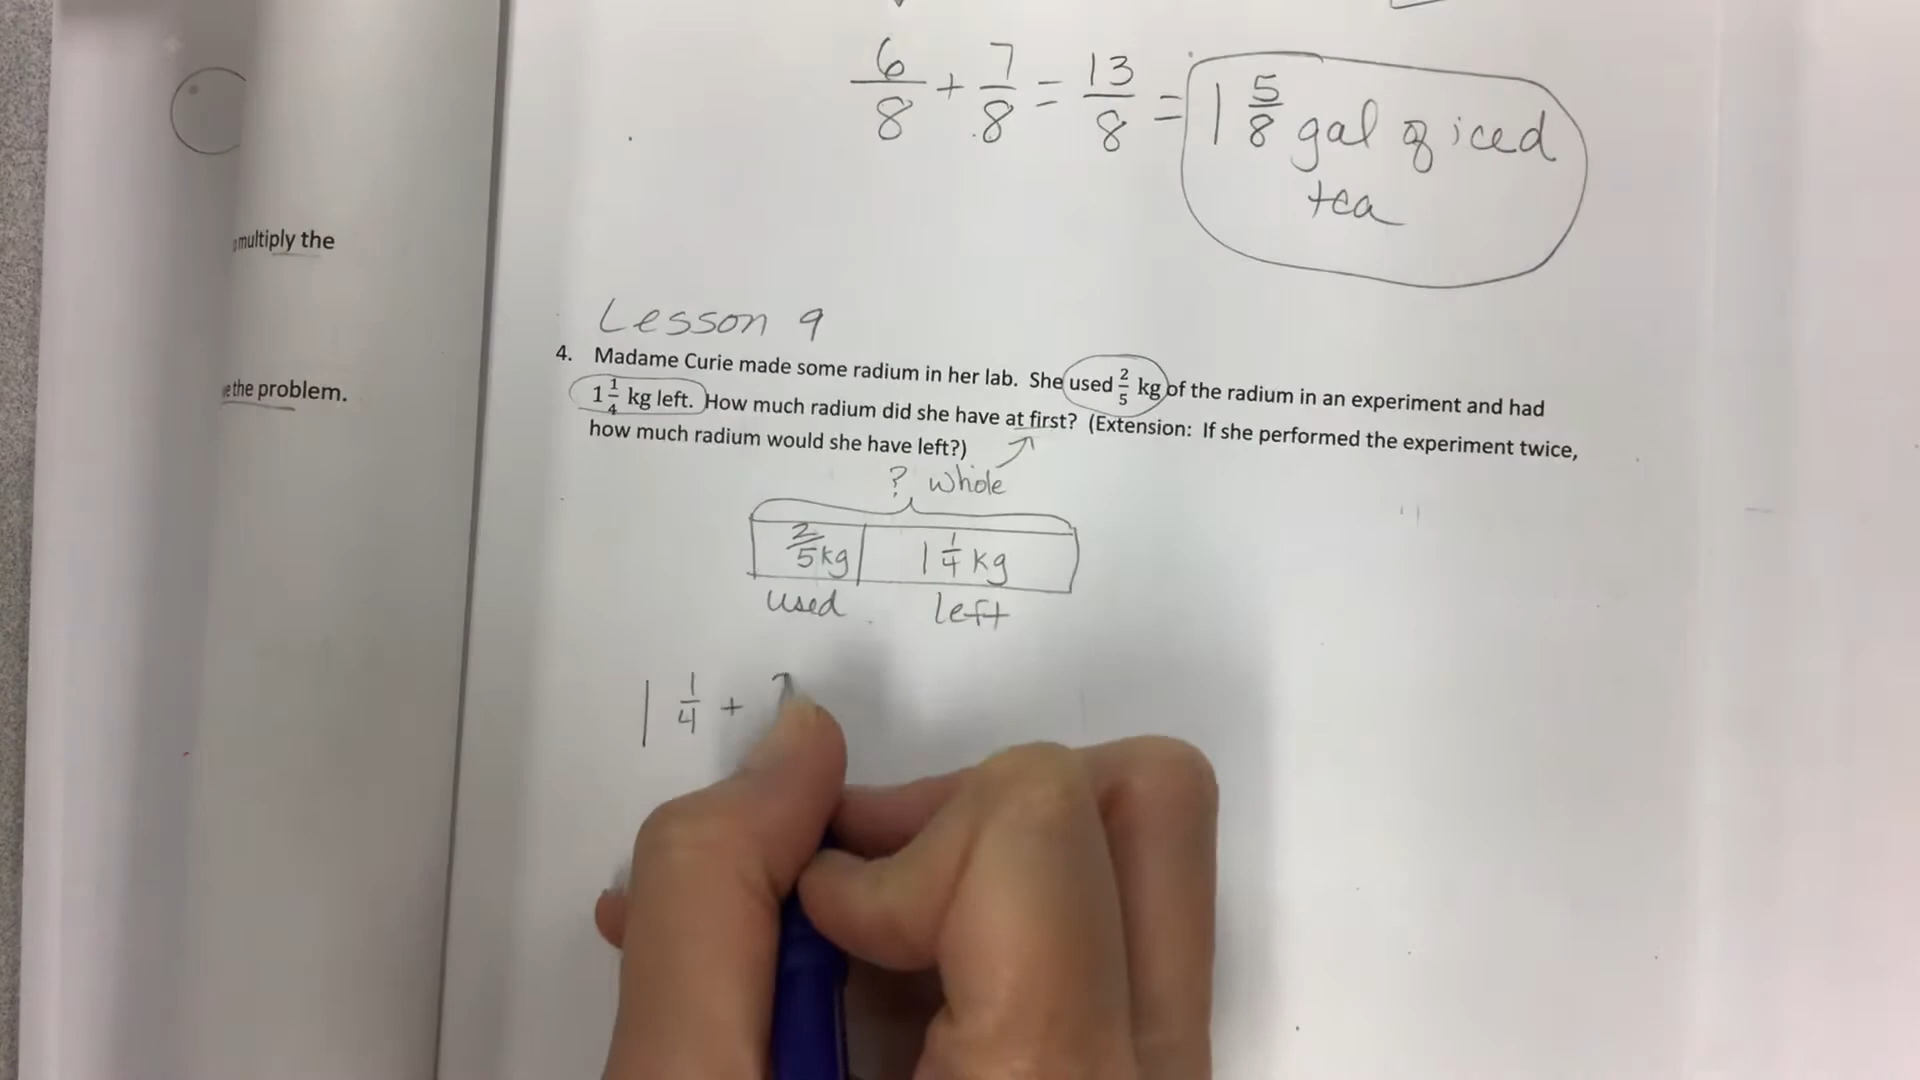 6/8 + 7/8 = 13/8 = 1 5/8 gal of iced
tea
multiply the
the problem.
Lesson 9
4. Madame Curie made some radium in her lab. She used 2/5 kg of the radium in an experiment and had
1 1/4 kg left. How much radium did she have at first? (Extension: If she performed the experiment twice,
how much radium would she have left?)
? whole
2/5 kg 1 1/4 kg
used left
1 1/4 +